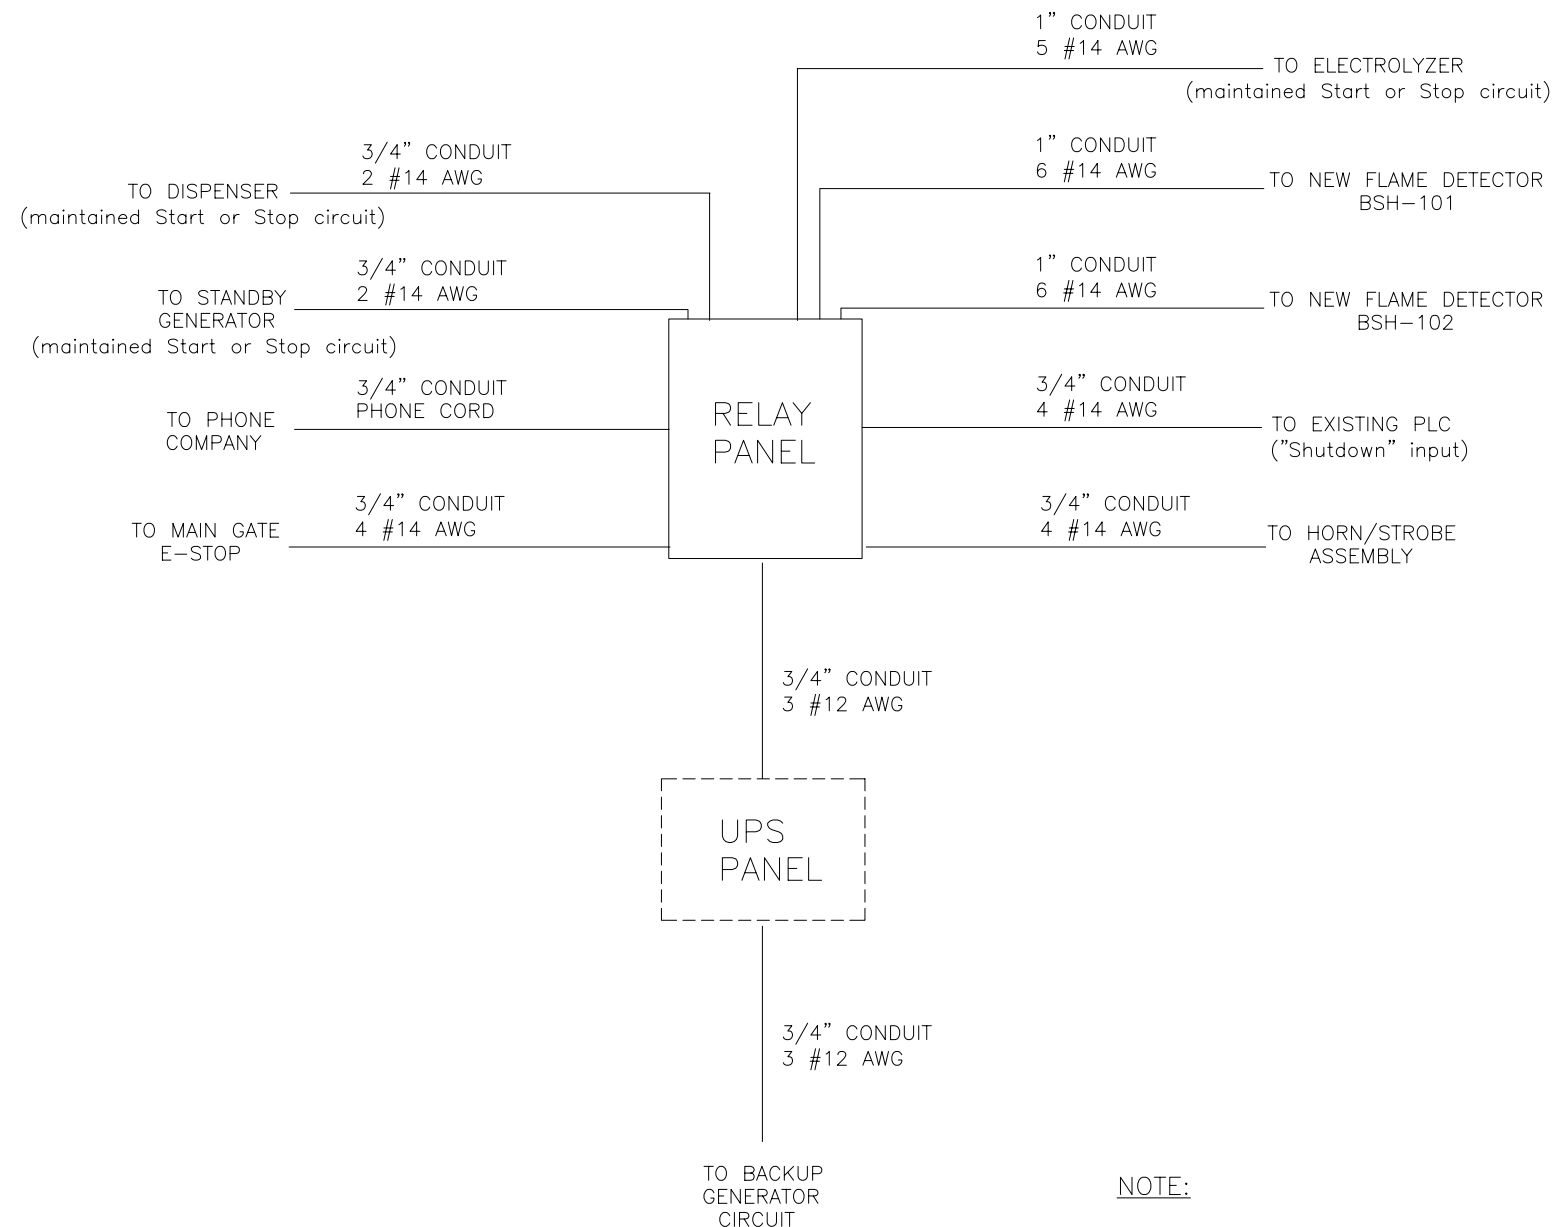 1" CONDUIT
5 #14 AWG
TO ELECTROLYZER
(maintained Start or Stop circuit)
3/4" CONDUIT
2 #14 AWG
TO DISPENSER
(maintained Start or Stop circuit)
1" CONDUIT
6 #14 AWG
TO NEW FLAME DETECTOR
BSH-101
3/4" CONDUIT
2 #14 AWG
TO STANDBY
GENERATOR
(maintained Start or Stop circuit)
1" CONDUIT
6 #14 AWG
TO NEW FLAME DETECTOR
BSH-102
3/4" CONDUIT
PHONE CORD
TO PHONE
COMPANY
RELAY
PANEL
3/4" CONDUIT
4 #14 AWG
TO EXISTING PLC
("Shutdown" input)
3/4" CONDUIT
4 #14 AWG
TO MAIN GATE
E-STOP
3/4" CONDUIT
4 #14 AWG
TO HORN/STROBE
ASSEMBLY
3/4" CONDUIT
3 #12 AWG
UPS
PANEL
3/4" CONDUIT
3 #12 AWG
TO BACKUP
GENERATOR
CIRCUIT
NOTE: